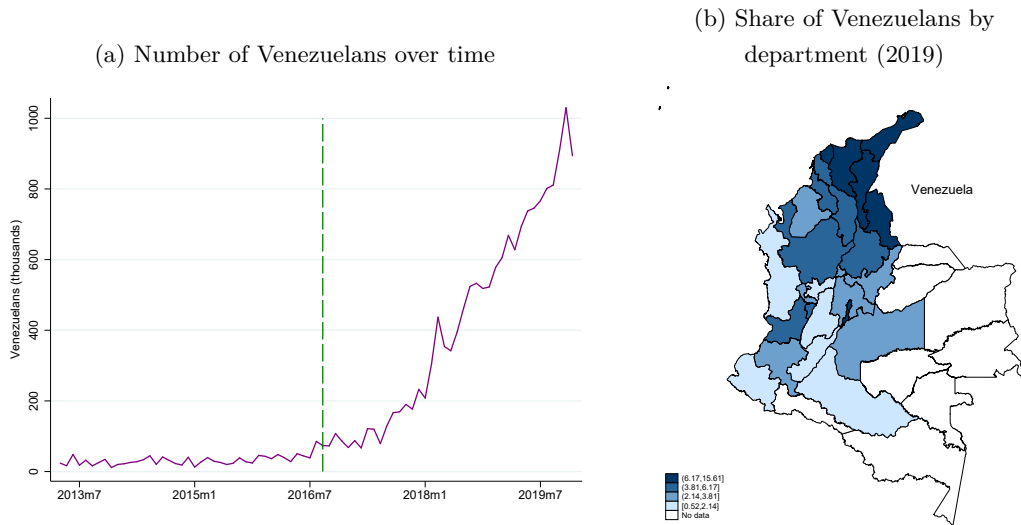 (a) Number of Venezuelans over time
Venezuelans (thousands)
1000
800
600
400
200
0
2013m7
2015m1
2016m7
2018m1
2019m7
(b) Share of Venezuelans by
department (2019)
Venezuela
(6.17,15.61]
(3.81,6.17]
(2.14,3.81]
[0.52,2.14]
No data